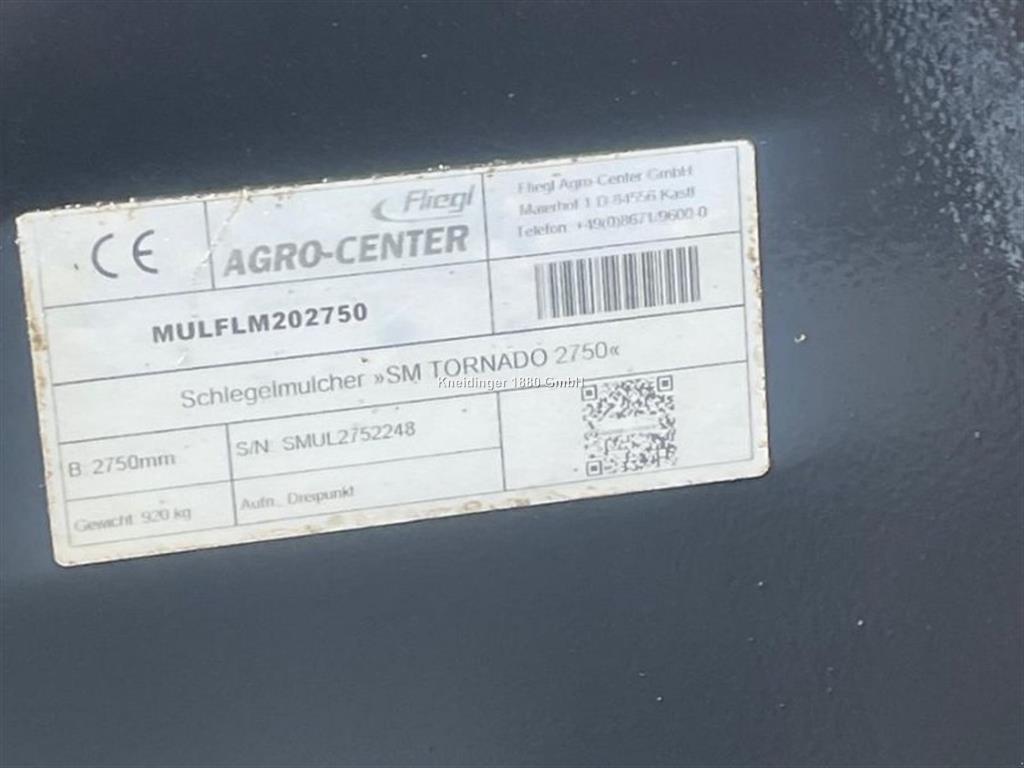 CE
Fliegl
AGRO-CENTER
Fliegl Agro-Center GmbH
Maierhof 1 D-84556 Kastl
Telefon: +49(0)8671/9600-0
MULFLM202750
Schlegelmulcher »SM TORNADO 2750«
Kneidinger 1880 GmbH
B: 2750mm
S/N: SMUL2752248
Gewicht: 920 kg
Aufn.: Dreipunkt